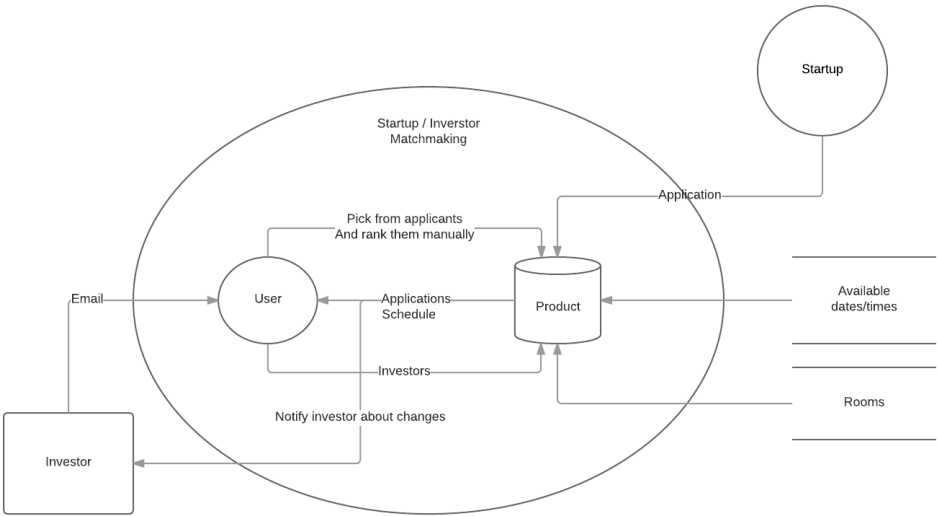 Startup
Startup / Inverstor
Matchmaking
Application
Pick from applicants
And rank them manually
Email
User
Applications
Schedule
Product
Available
dates/times
Investors
Rooms
Notify investor about changes
Investor